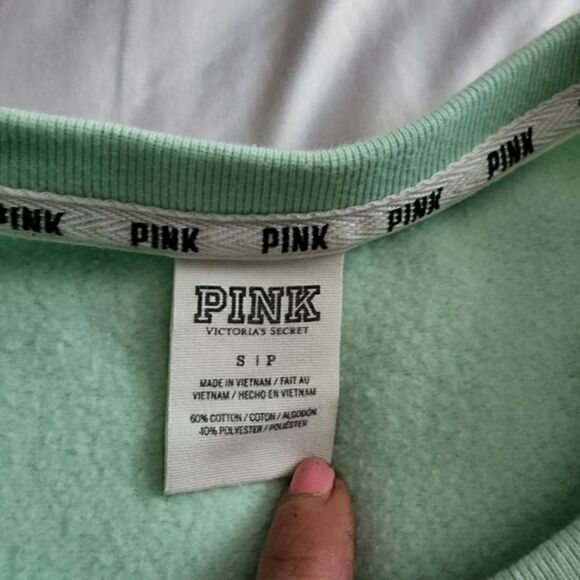 PINK PINK PINK PINK PINK
PINK
VICTORIA'S SECRET
S | P
MADE IN VIETNAM / FAIT AU
VIETNAM / HECHO EN VIETNAM
60% COTTON / COTON / ALGODÓN
40% POLYESTER / POLIÉSTER